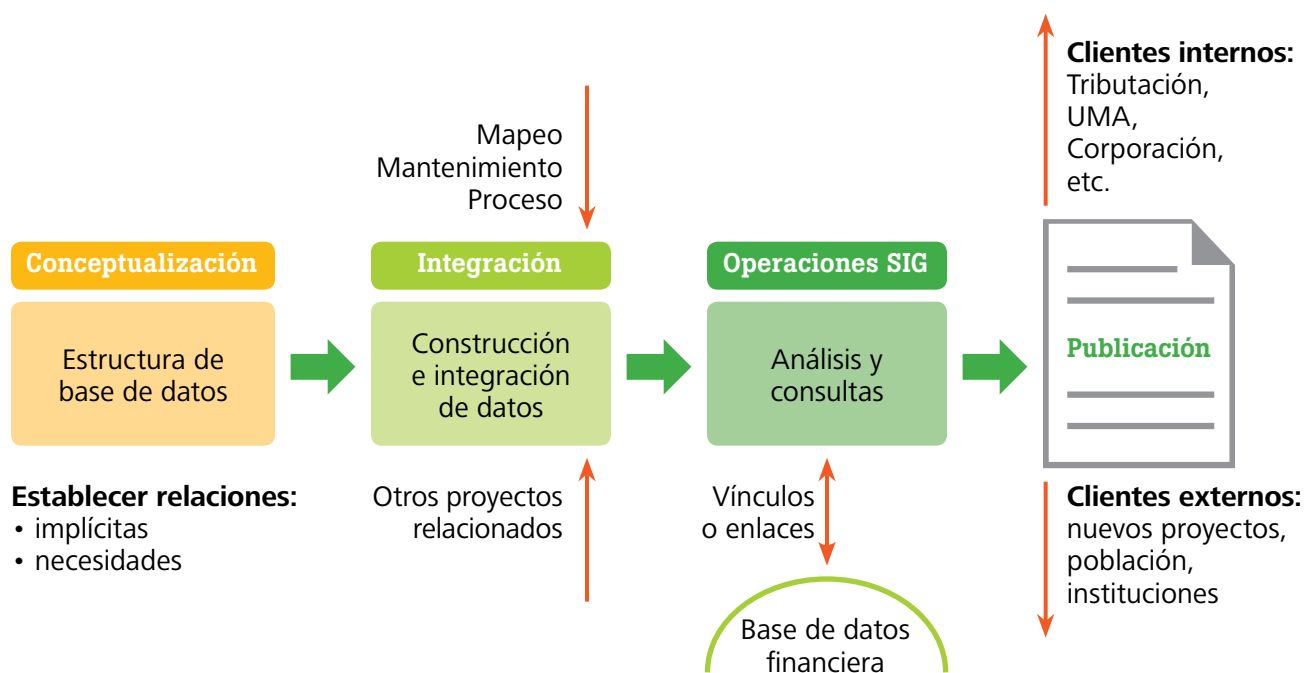 Clientes internos:
Tributación,
UMA,
Corporación,
etc.
Mapeo
Mantenimiento
Proceso
Conceptualización
Estructura de
base de datos
Establecer relaciones:
• implícitas
• necesidades
Integración
Construcción
e integración
de datos
Otros proyectos
relacionados
Operaciones SIG
Análisis y
consultas
Vínculos
o enlaces
Base de datos
financiera
Publicación
Clientes externos:
nuevos proyectos,
población,
instituciones